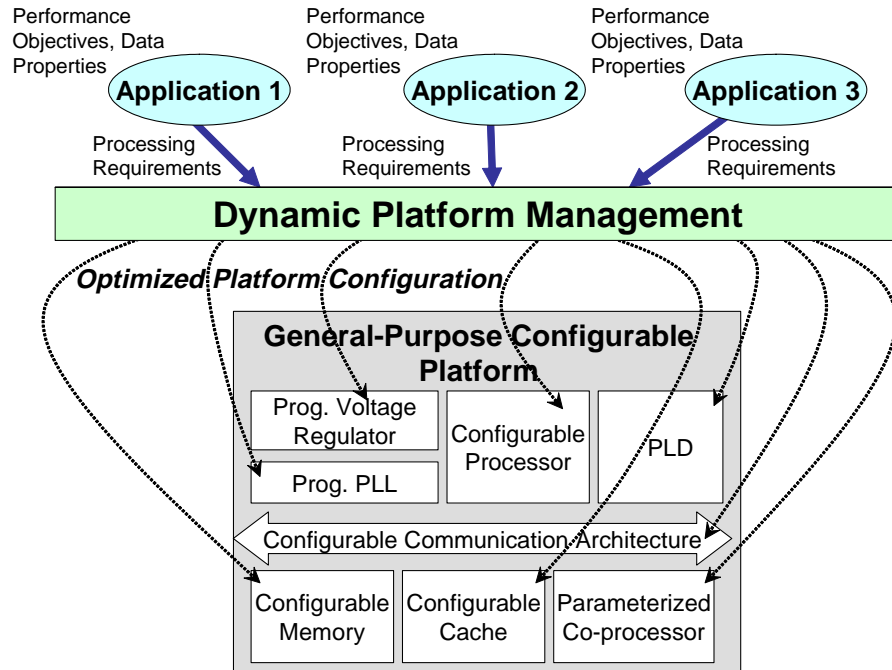 Performance
Objectives, Data
Properties
Application 1
Performance
Objectives, Data
Properties
Application 2
Performance
Objectives, Data
Properties
Application 3
Processing
Requirements
Processing
Requirements
Processing
Requirements
Dynamic Platform Management
Optimized Platform Configuration
General-Purpose Configurable
Platform
Prog. Voltage
Regulator
Prog. PLL
Configurable
Processor
PLD
Configurable Communication Architecture
Configurable
Memory
Configurable
Cache
Parameterized
Co-processor